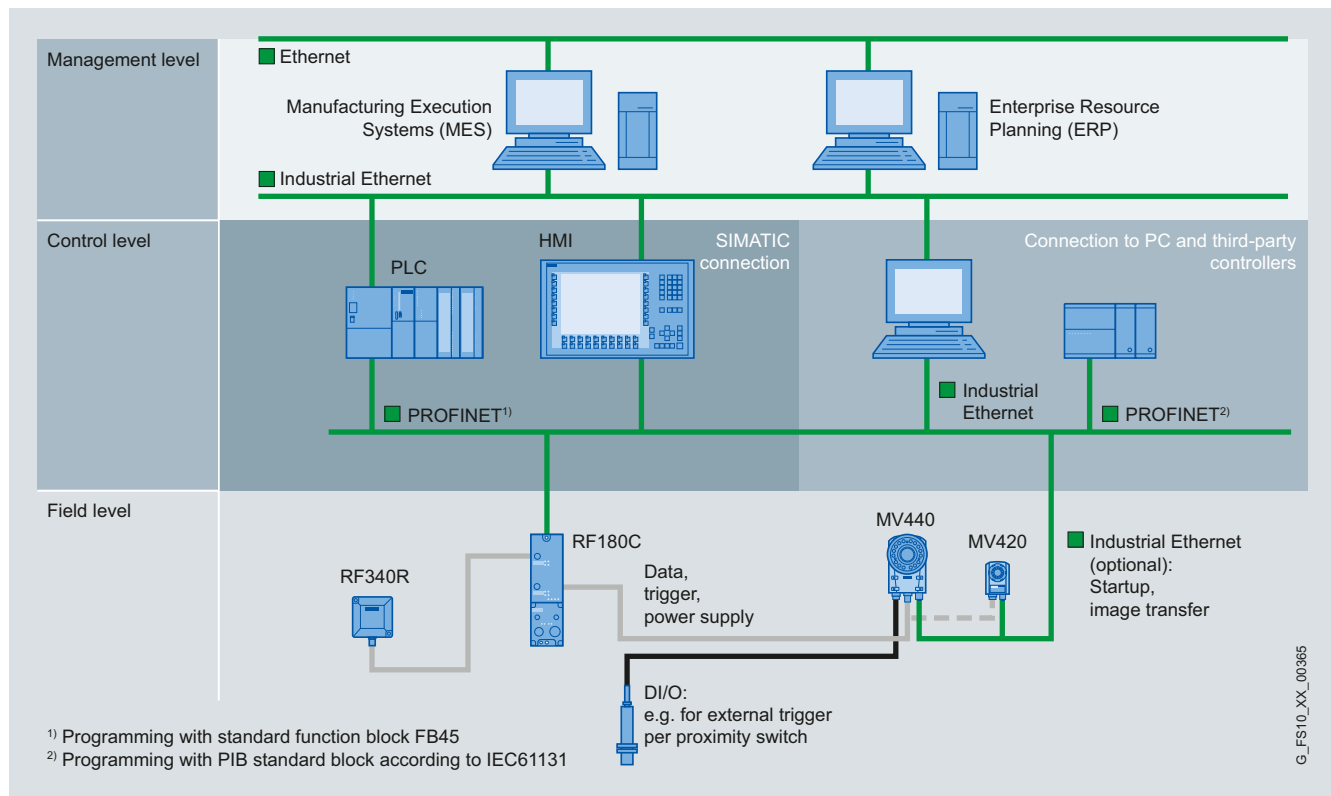 Management level
Ethernet
Manufacturing Execution
Systems (MES)
Enterprise Resource
Planning (ERP)
Industrial Ethernet
Control level
PLC
HMI
SIMATIC
connection
Connection to PC and third-party
controllers
PROFINET1)
Industrial
Ethernet
PROFINET2)
Field level
RF340R
RF180C
Data,
trigger,
power supply
MV440
MV420
Industrial Ethernet
(optional):
Startup,
image transfer
DI/O:
e.g. for external trigger
per proximity switch
1) Programming with standard function block FB45
2) Programming with PIB standard block according to IEC61131
G_FS10_XX_00365